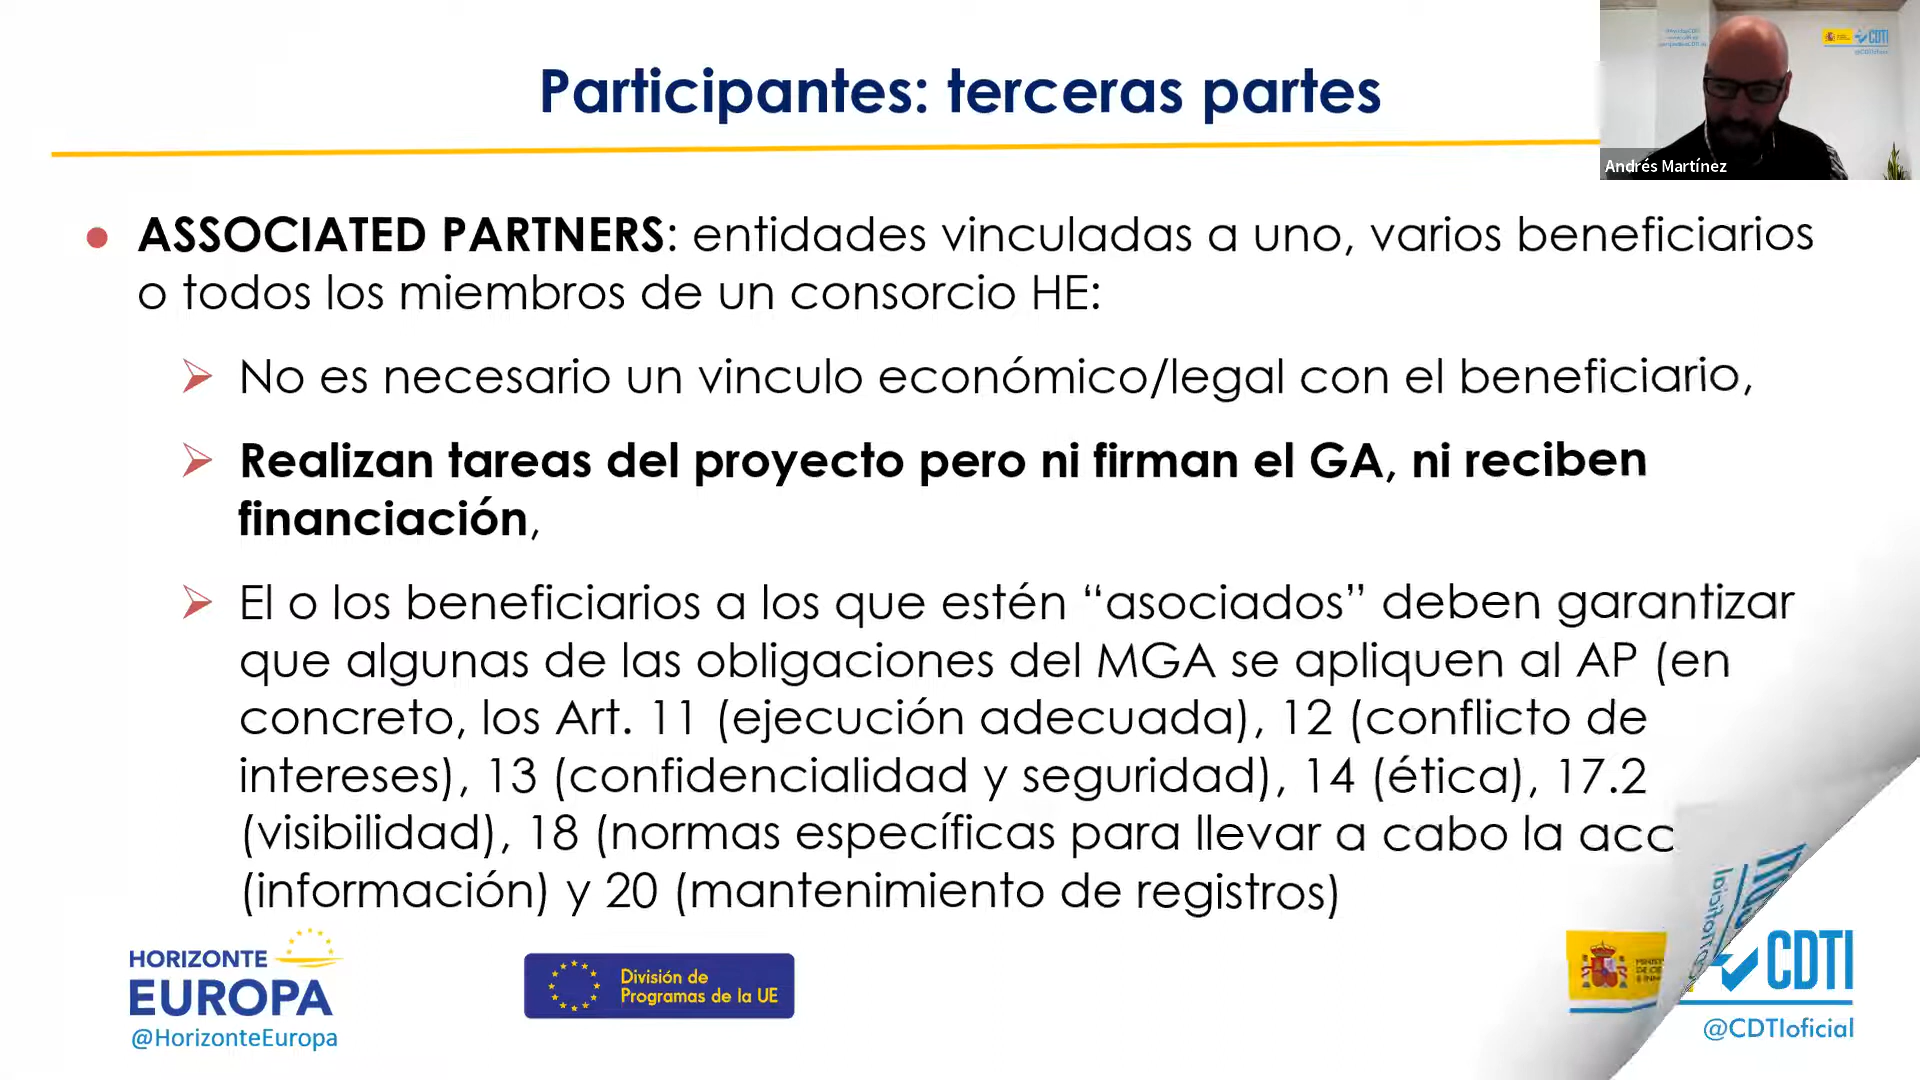 Participantes: terceras partes
CDTI
Andrés Martínez
● ASSOCIATED PARTNERS: entidades vinculadas a uno, varios beneficiarios
o todos los miembros de un consorcio HE:
No es necesario un vinculo económico/legal con el beneficiario,
Realizan tareas del proyecto pero ni firman el GA, ni reciben
financiación,
El o los beneficiarios a los que estén “asociados” deben garantizar
que algunas de las obligaciones del MGA se apliquen al AP (en
concreto, los Art. 11 (ejecución adecuada), 12 (conflicto de
intereses), 13 (confidencialidad y seguridad), 14 (ética), 17.2
(visibilidad), 18 (normas específicas para llevar a cabo la acc
(información) y 20 (mantenimiento de registros)
HORIZONTE
EUROPA
@HorizonteEuropa
División de
Programas de la UE
CDTI
@CDTIoficial